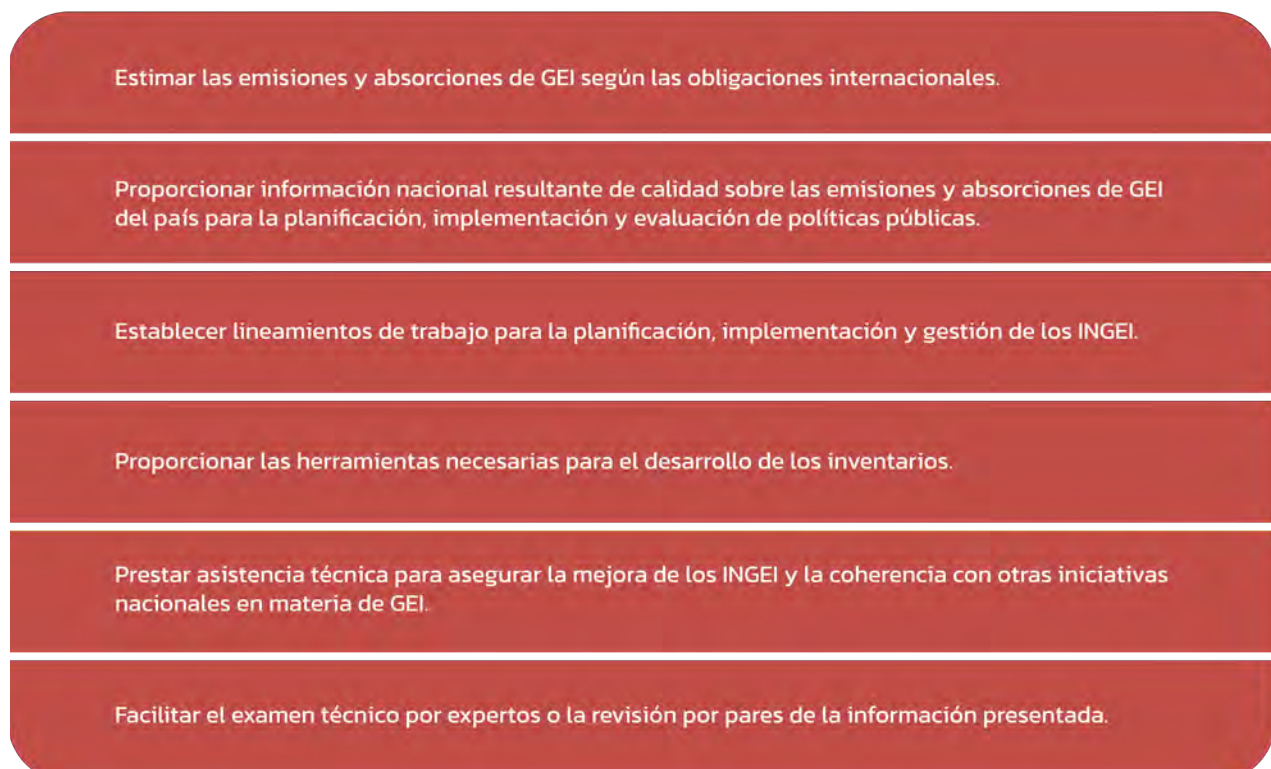 Estimar las emisiones y absorciones de GEI según las obligaciones internacionales.
Proporcionar información nacional resultante de calidad sobre las emisiones y absorciones de GEI
del país para la planificación, implementación y evaluación de políticas públicas.
Establecer lineamientos de trabajo para la planificación, implementación y gestión de los INGEI.
Proporcionar las herramientas necesarias para el desarrollo de los inventarios.
Prestar asistencia técnica para asegurar la mejora de los INGEI y la coherencia con otras iniciativas
nacionales en materia de GEI.
Facilitar el examen técnico por expertos o la revisión por pares de la información presentada.